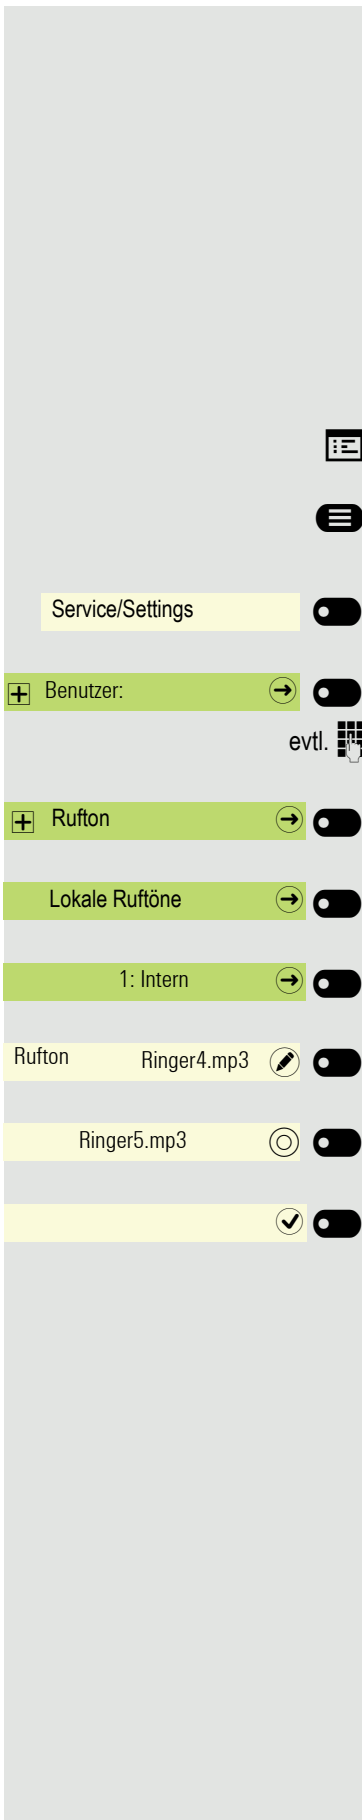 Service/Settings
Benutzer:
evtl.
Rufton
Lokale Ruftöne
1: Intern
Rufton Ringer4.mp3
Ringer5.mp3